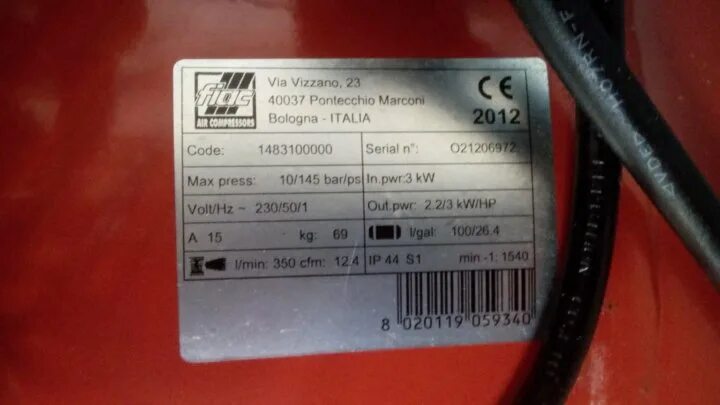 fiac
AIR COMPRESSORS
Via Vizzano, 23
40037 Pontecchio Marconi
Bologna - ITALIA
CE
2012
Code: 1483100000 Serial n°: O21206972
Max press: 10/145 bar/psi In.pwr:3 kW
Volt/Hz ~ 230/50/1 Out.pwr: 2.2/3 kW/HP
A 15 kg: 69 l/gal: 100/26.4
l/min: 350 cfm: 12.4 IP 44 S1 min -1: 1540
8 020119 059340
H07RN-F